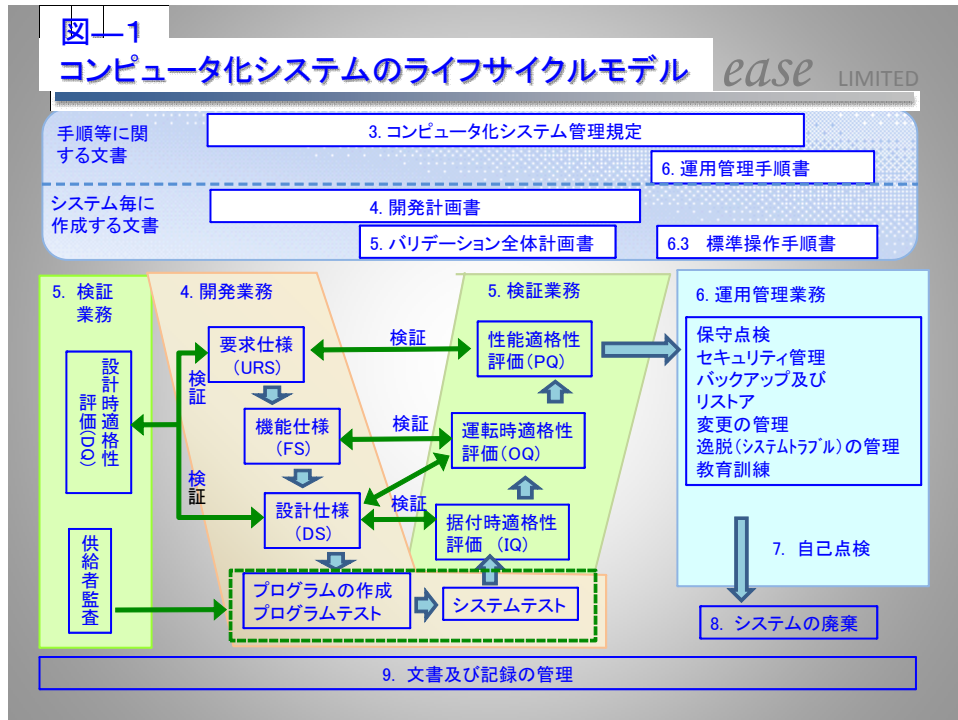 図―1
コンピュータ化システムのライフサイクルモデル
ease LIMITED
手順等に関
する文書
3. コンピュータ化システム管理規定
6. 運用管理手順書
システム毎に
作成する文書
4. 開発計画書
5. バリデーション全体計画書
6.3 標準操作手順書
5. 検証
業務
設計時適格性
評価(DQ)
供給者監査
4. 開発業務
検証
検証
要求仕様
(URS)
機能仕様
(FS)
設計仕様
(DS)
プログラムの作成
プログラムテスト
システムテスト
検証
検証
検証
5. 検証業務
性能適格性
評価(PQ)
運転時適格性
評価(OQ)
据付時適格性
評価 (IQ)
6. 運用管理業務
保守点検
セキュリティ管理
バックアップ及び
リストア
変更の管理
逸脱(ｼｽﾃﾑﾄﾗﾌﾞﾙ)の管理
教育訓練
7. 自己点検
8. システムの廃棄
9. 文書及び記録の管理